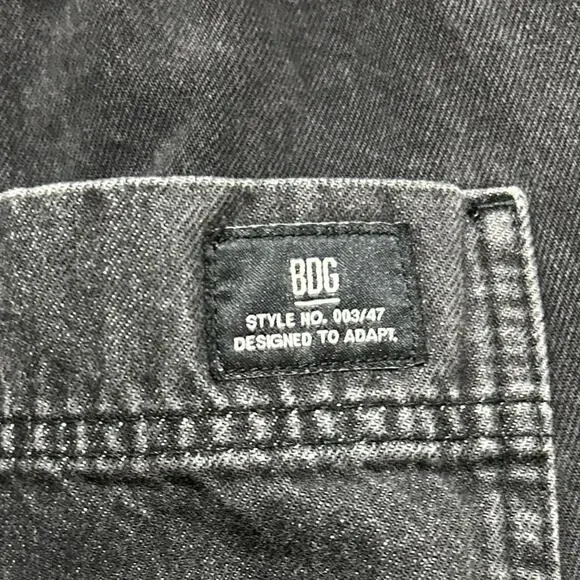 BDG
STYLE NO. 003/47
DESIGNED TO ADAPT.